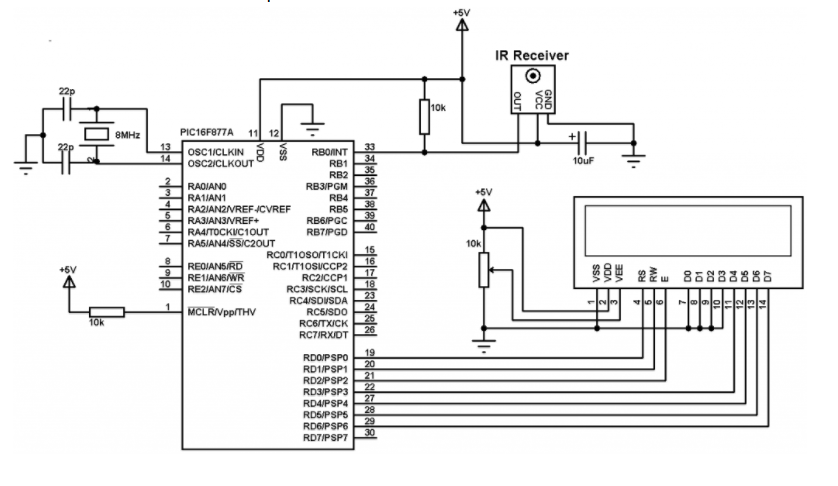 +5V
IR Receiver
OUT
VCC
GND
10k
+
10uF
22p
22p
8MHz
PIC16F877A
11
12
VDD
VSS
13 OSC1/CLKIN
14 OSC2/CLKOUT
2 RA0/AN0
3 RA1/AN1
4 RA2/AN2/VREF-/CVREF
5 RA3/AN3/VREF+
6 RA4/T0CKI/C1OUT
7 RA5/AN4/SS/C2OUT
8 RE0/AN5/RD
9 RE1/AN6/WR
10 RE2/AN7/CS
1 MCLR/Vpp/THV
+5V
10k
RB0/INT 33
RB1 34
RB2 35
RB3/PGM 36
RB4 37
RB5 38
RB6/PGC 39
RB7/PGD 40
RC0/T1OSO/T1CKI 15
RC1/T1OSI/CCP2 16
RC2/CCP1 17
RC3/SCK/SCL 18
RC4/SDI/SDA 23
RC5/SDO 24
RC6/TX/CK 25
RC7/RX/DT 26
RD0/PSP0 19
RD1/PSP1 20
RD2/PSP2 21
RD3/PSP3 22
RD4/PSP4 27
RD5/PSP5 28
RD6/PSP6 29
RD7/PSP7 30
+5V
10k
VSS
VDD
VEE
RS
RW
E
D0
D1
D2
D3
D4
D5
D6
D7
1
2
3
4
5
6
7
8
9
10
11
12
13
14